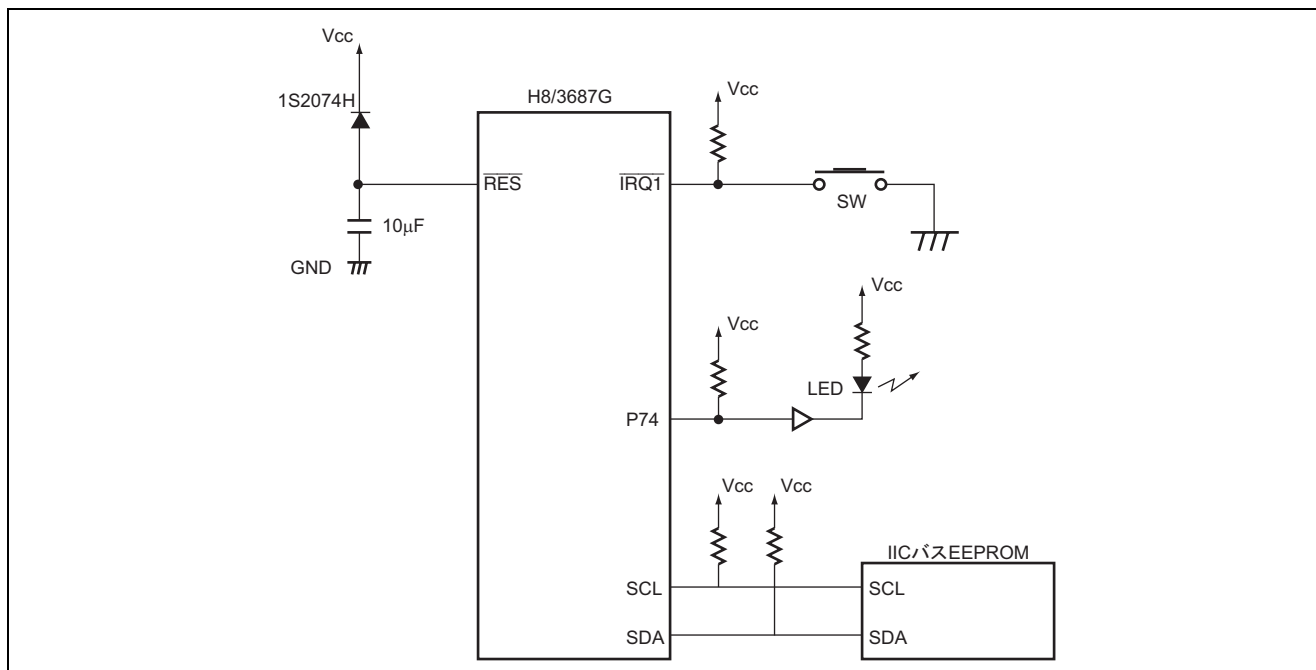 Vcc
1S2074H
RES
10μF
GND
H8/3687G
IRQ1
Vcc
SW
P74
Vcc
Vcc
LED
SCL
SDA
Vcc
Vcc
IICバスEEPROM
SCL
SDA